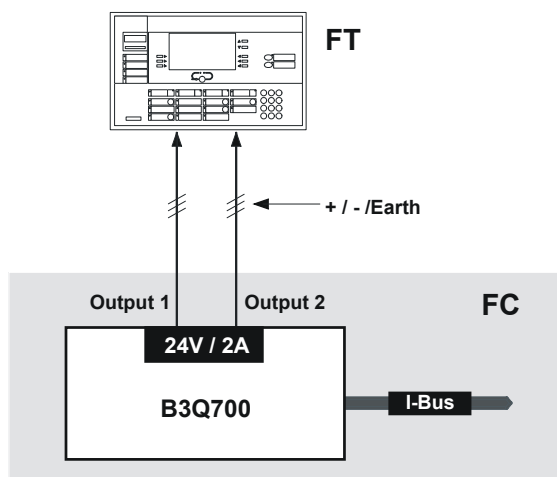 FT
+ / - /Earth
Output 1
Output 2
FC
24V / 2A
B3Q700
I-Bus